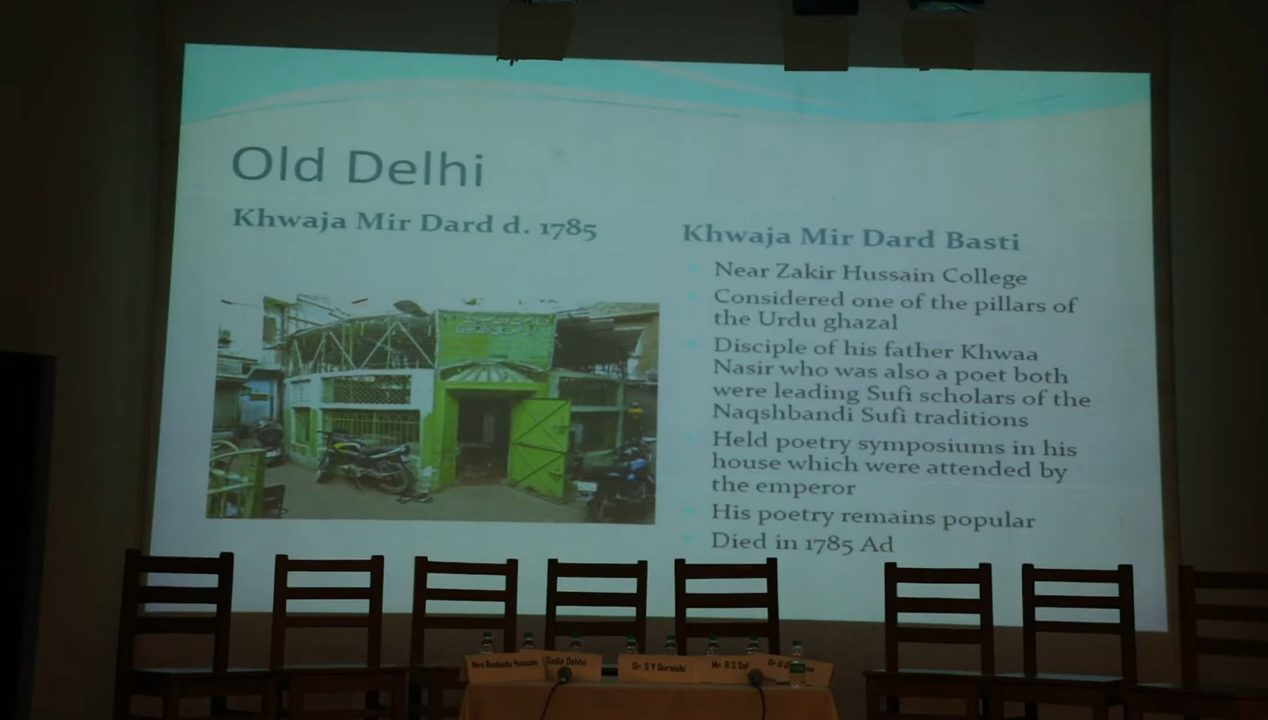 Old Delhi
Khwaja Mir Dard d. 1785
Khwaja Mir Dard Basti
Near Zakir Hussain College
Considered one of the pillars of
the Urdu ghazal
Disciple of his father Khwaa
Nasir who was also a poet both
were leading Sufi scholars of the
Naqshbandi Sufi traditions
Held poetry symposiums in his
house which were attended by
the emperor
His poetry remains popular
Died in 1785 Ad
Dr. S Y Quraishi
Mr. R S